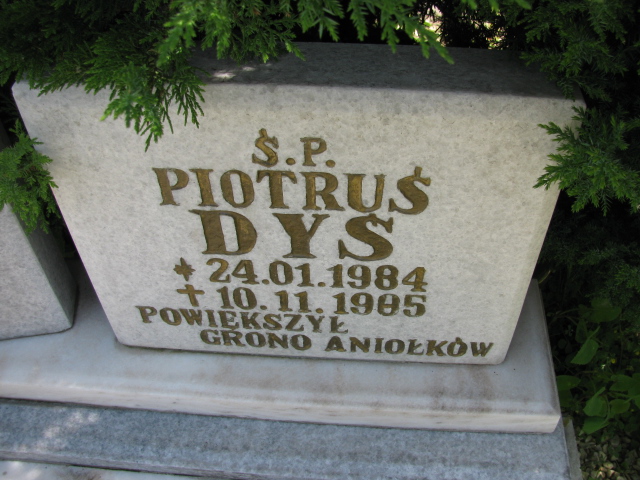 Ś.P.
PIOTRUŚ
DYŚ
* 24.01.1984
+ 10.11.1985
POWIĘKSZYŁ
GRONO ANIOŁKÓW